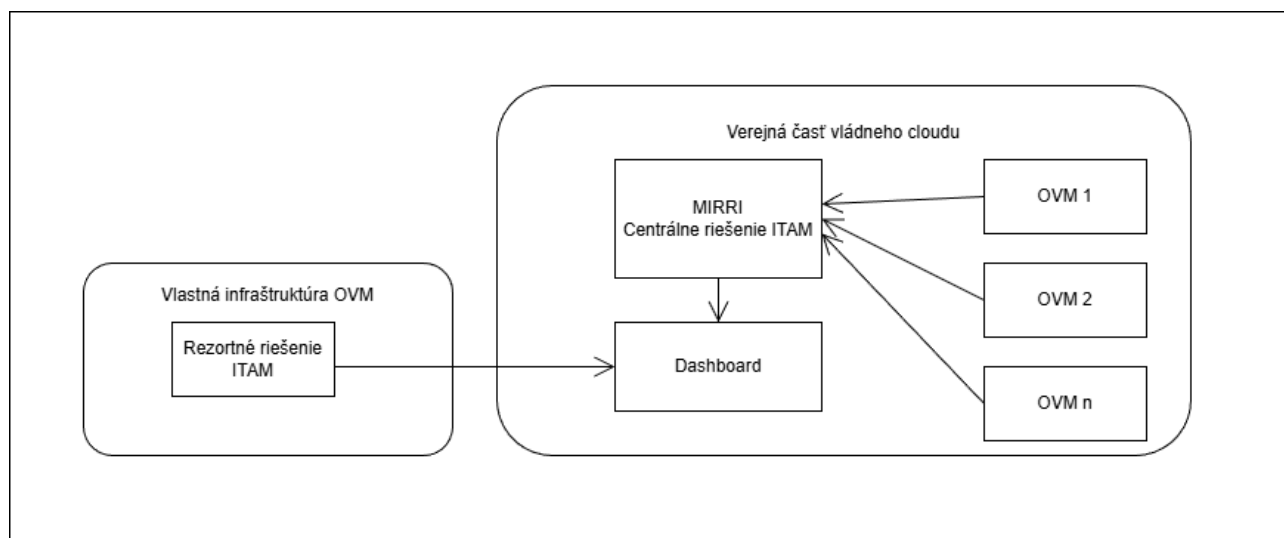 Verejná časť vládneho cloudu
MIRRI
Centrálne riešenie ITAM
OVM 1
OVM 2
OVM n
Vlastná infraštruktúra OVM
Rezortné riešenie
ITAM
Dashboard